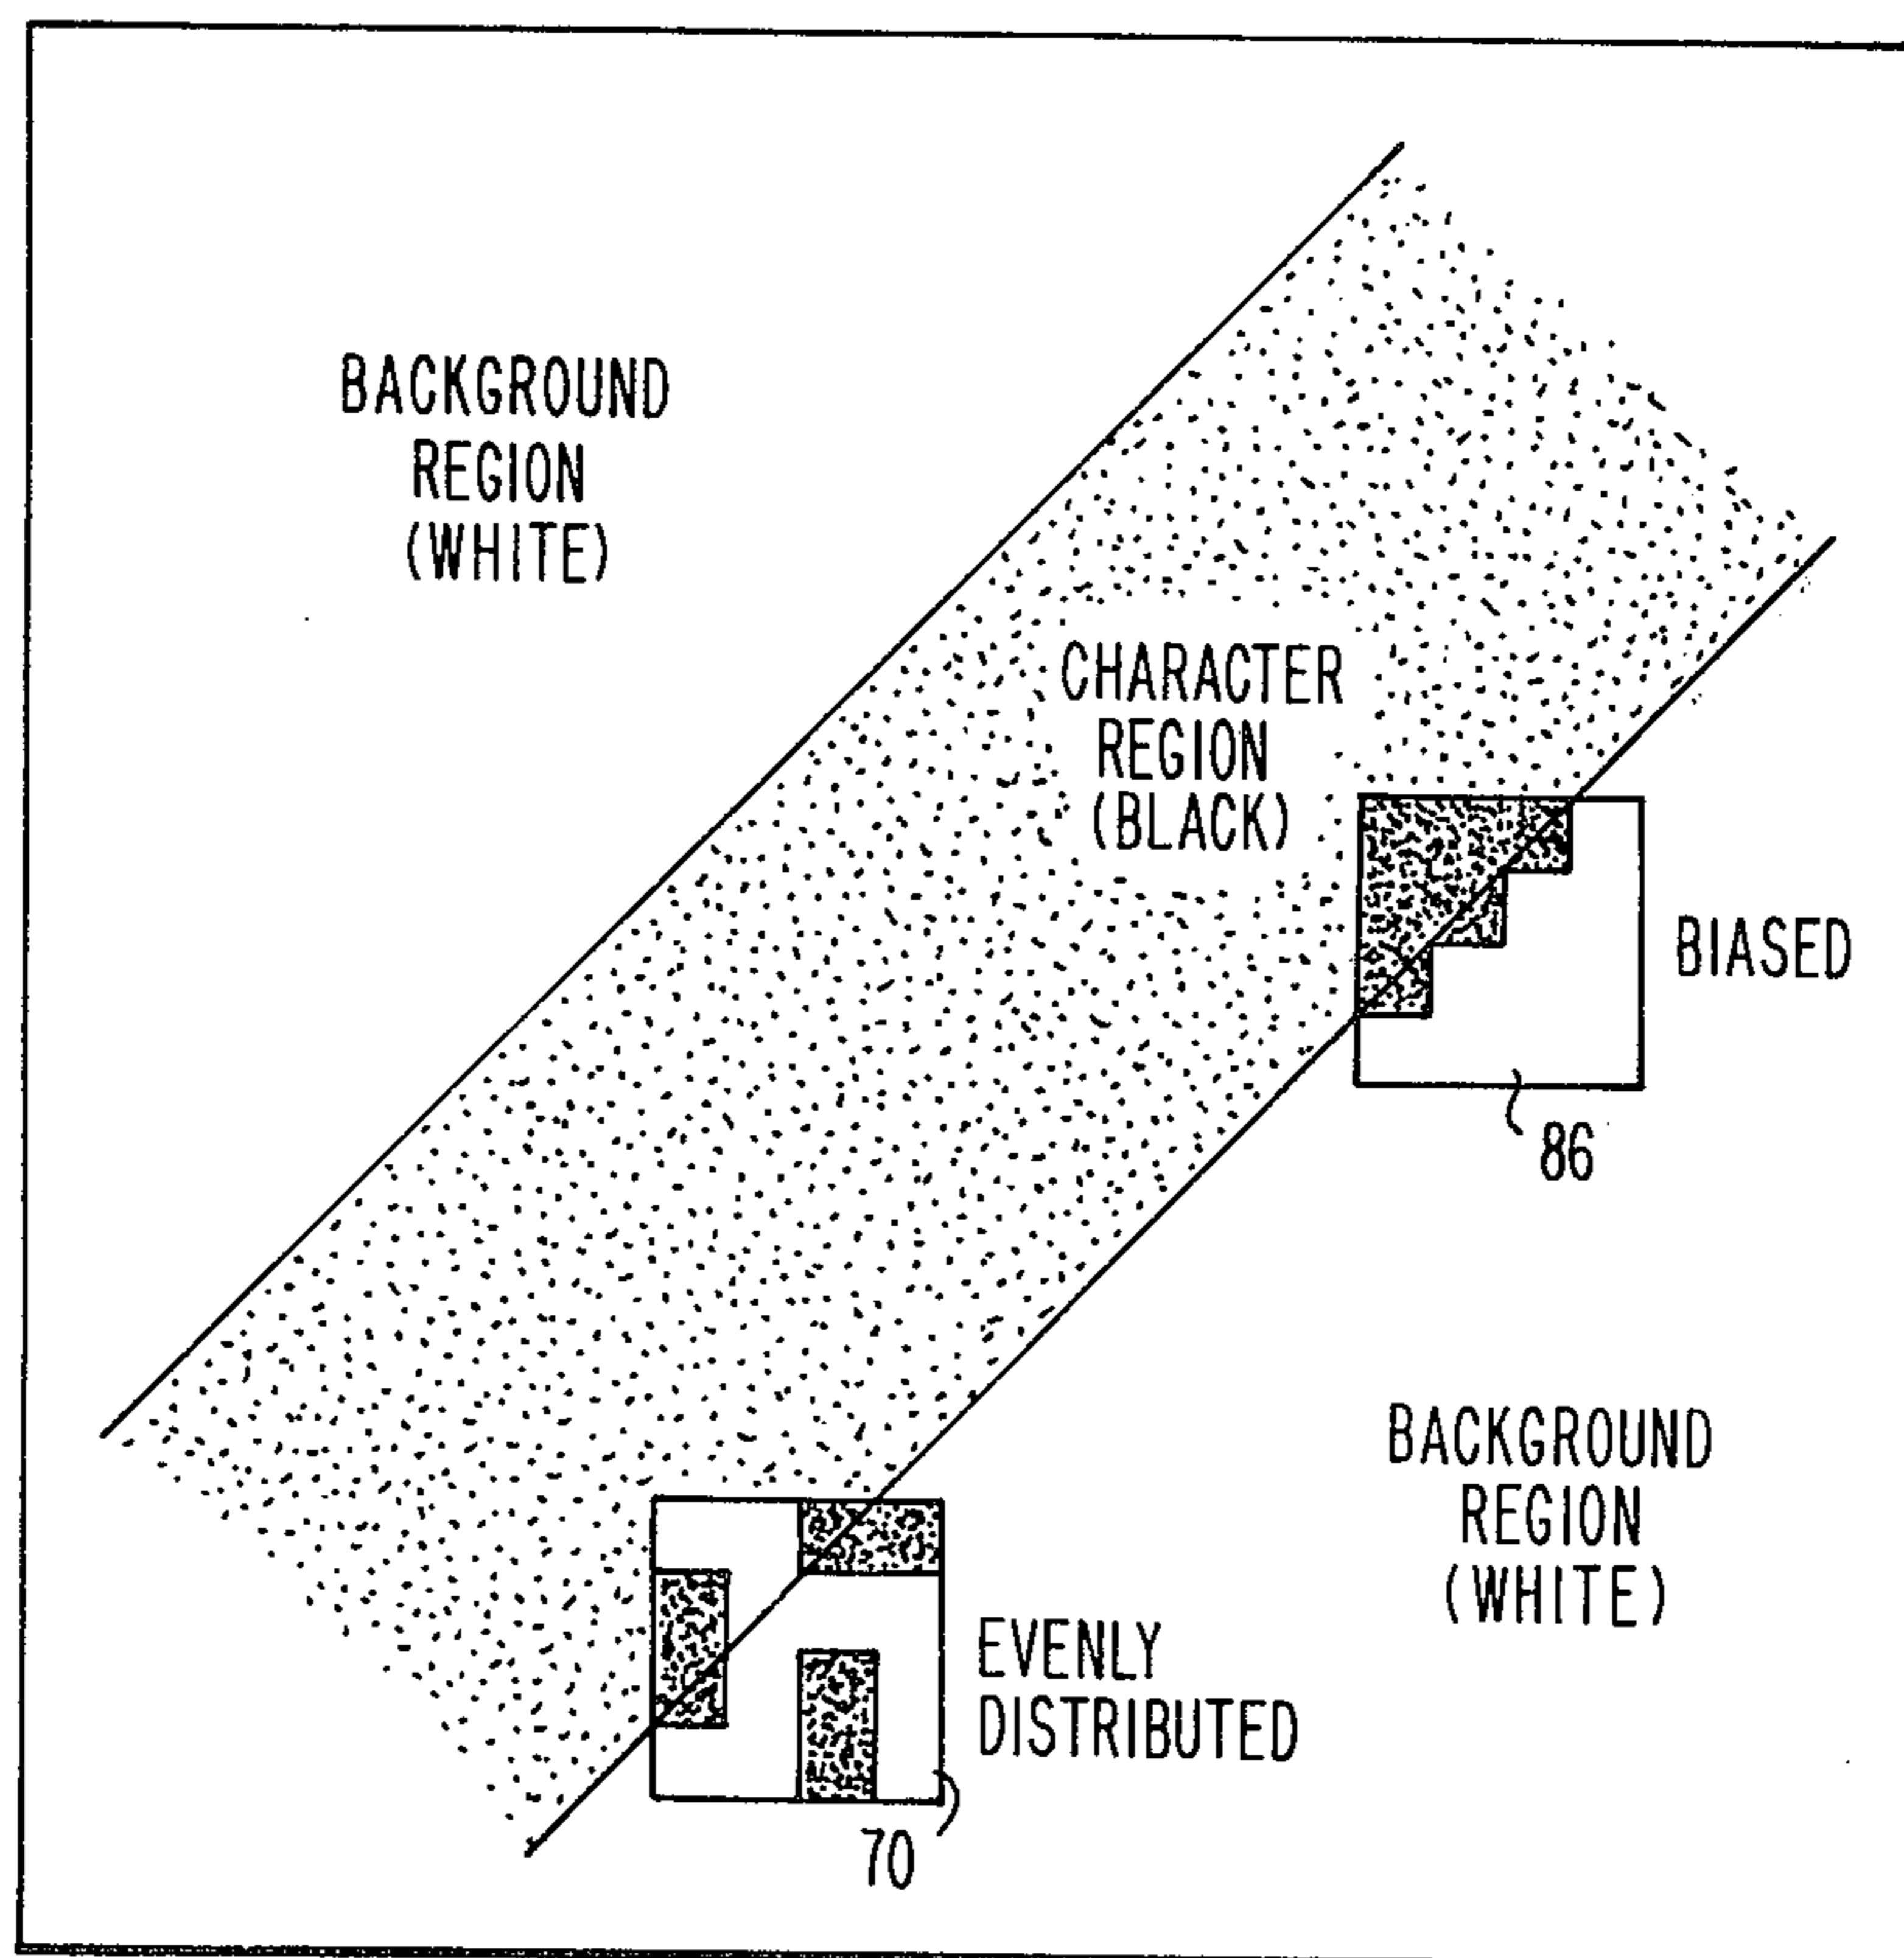 BACKGROUND
REGION
(WHITE)
CHARACTER
REGION
(BLACK)
BIASED
86
BACKGROUND
REGION
(WHITE)
EVENLY
DISTRIBUTED
70